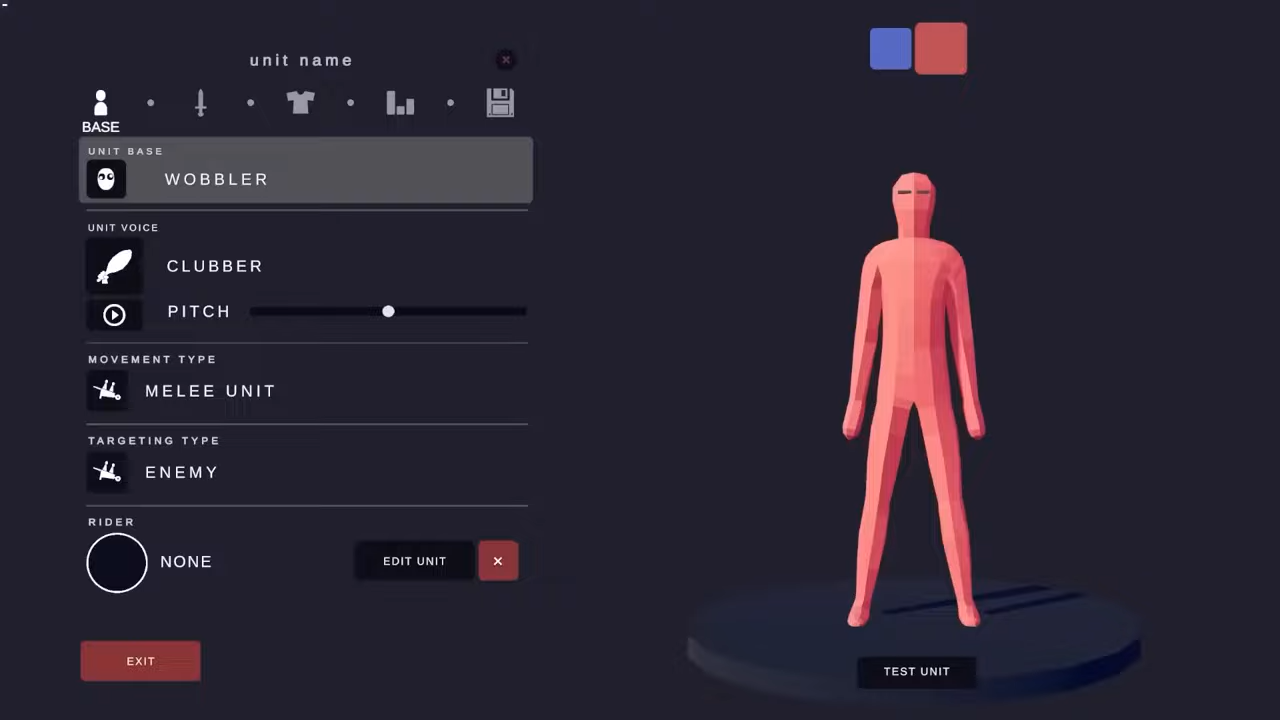 unit name
BASE
UNIT BASE
WOBBLER
UNIT VOICE
CLUBBER
PITCH
MOVEMENT TYPE
MELEE UNIT
TARGETING TYPE
ENEMY
RIDER
NONE
EDIT UNIT
EXIT
TEST UNIT